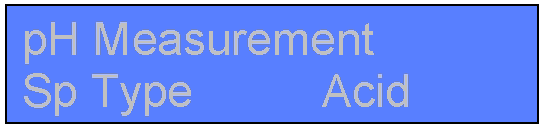 pH Measurement
Sp Type Acid